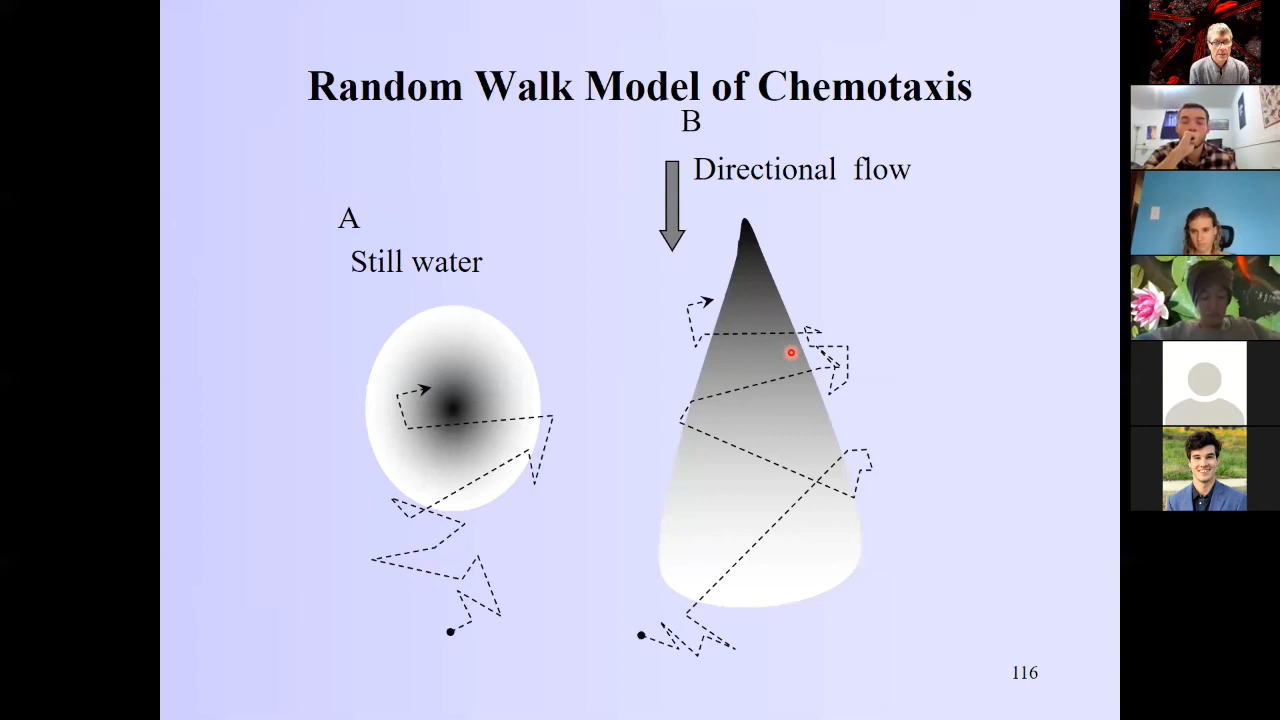 Random Walk Model of Chemotaxis
B
Directional flow
A
Still water
116